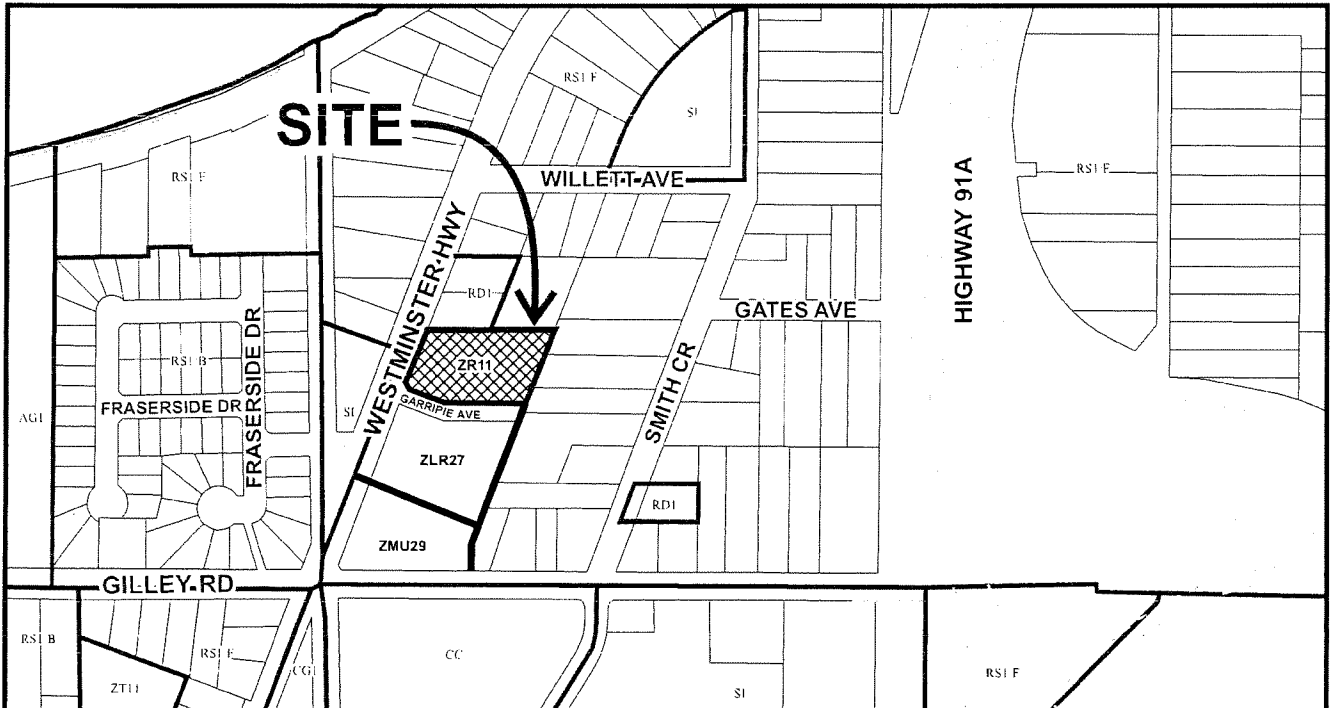 RS1 F
SI
SITE
RS1 F
WILLETT AVE
RS1 F
HIGHWAY 91A
WESTMINSTER HWY
RD1
GATES AVE
FRASERSIDE DR
ZR11
RS1 B
SMITH CR
FRASERSIDE DR
GARRIPIE AVE
AG1
SI
ZLR27
RD1
ZMU29
GILLEY RD
RS1 B
RS1 F
CC
CG1
RS1 F
ZT11
SI